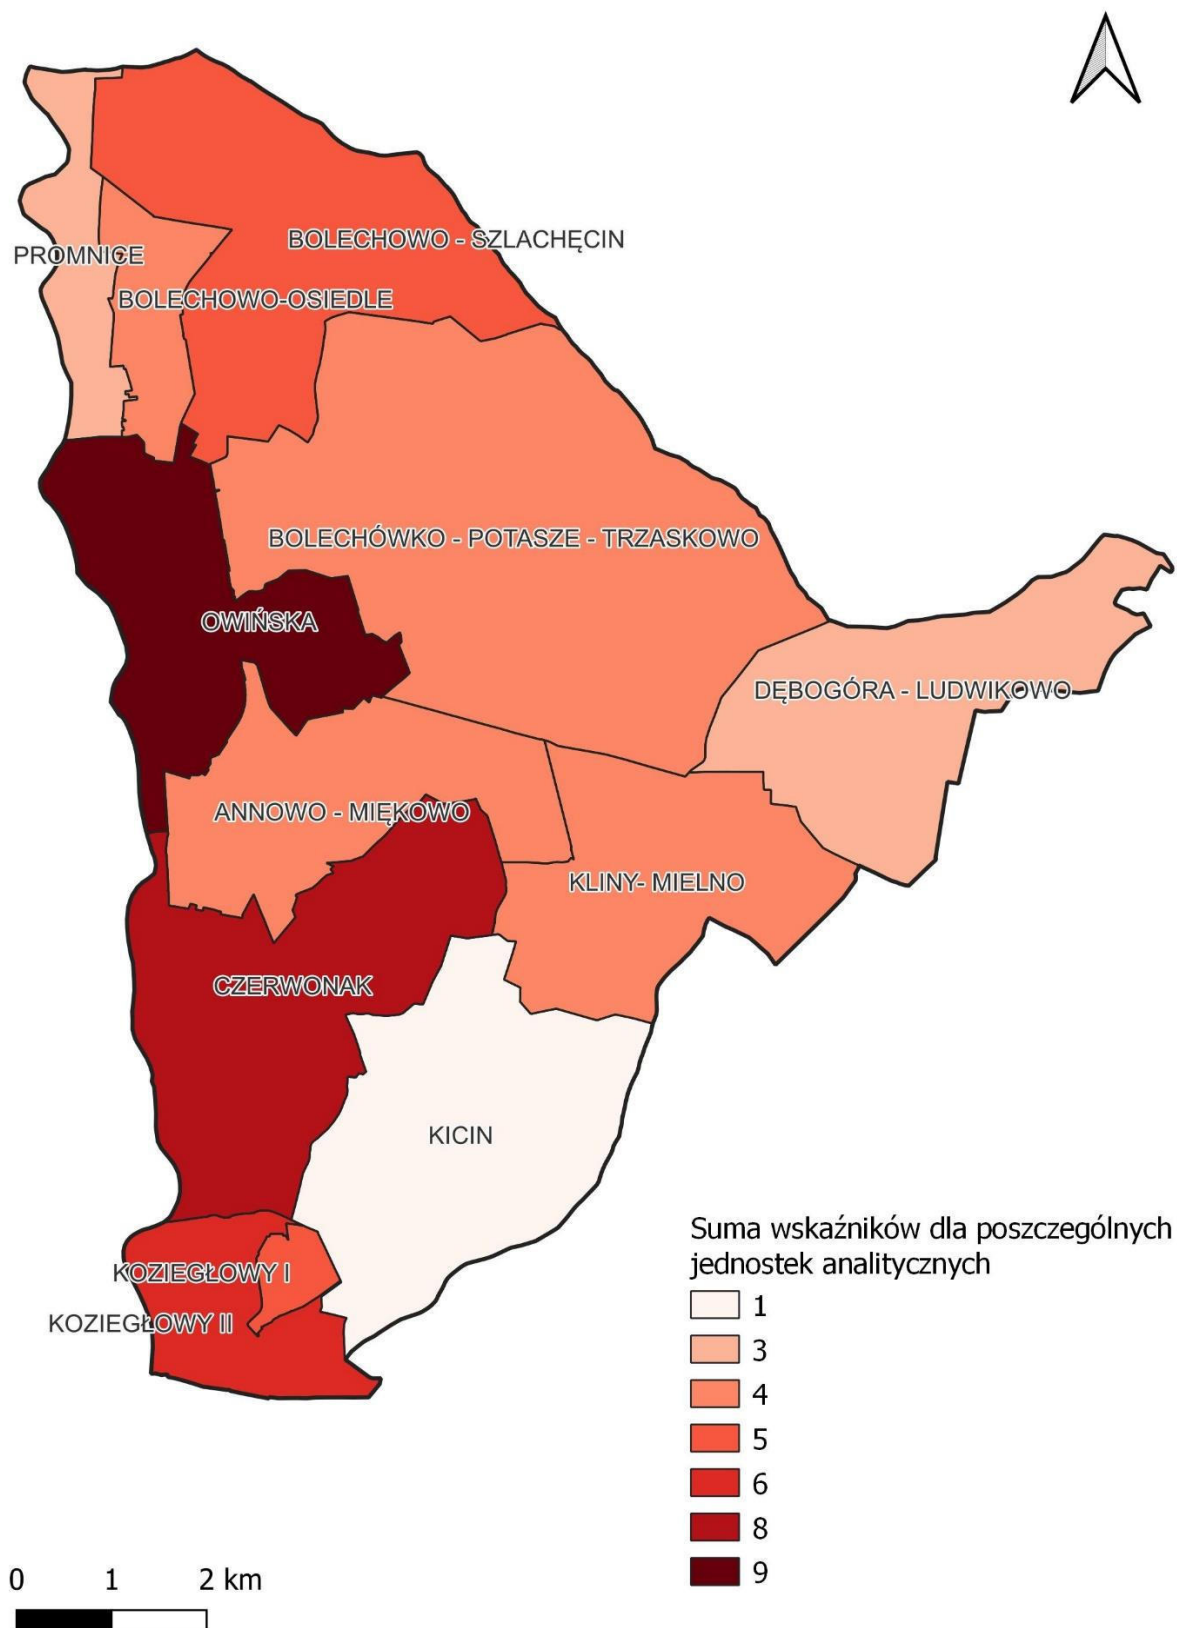 BOLECHOWO - SZLACHĘCIN
PROMNICE
BOLECHOWO-OSIEDLE
BOLECHÓWKO - POTASZE - TRZASKOWO
OWIŃSKA
DĘBOGÓRA - LUDWIKOWO
ANNOWO - MIĘKOWO
KLINY- MIELNO
CZERWONAK
KICIN
KOZIEGŁOWY I
KOZIEGŁOWY II
Suma wskaźników dla poszczególnych
jednostek analitycznych
1
3
4
5
6
8
9
0 1 2 km